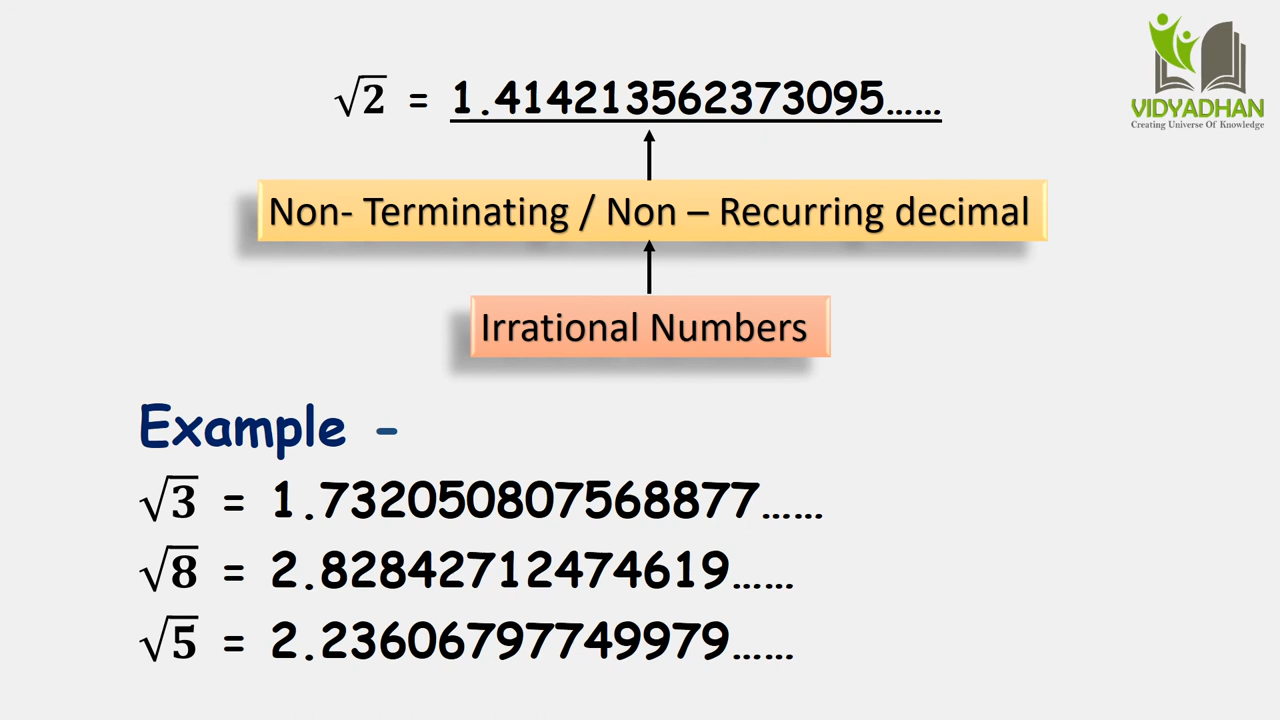 √2 = 1.414213562373095......
VIDYADHAN
Creating Universe Of Knowledge
Non- Terminating / Non – Recurring decimal
Irrational Numbers
Example -
√3 = 1.732050807568877......
√8 = 2.82842712474619......
√5 = 2.23606797749979......